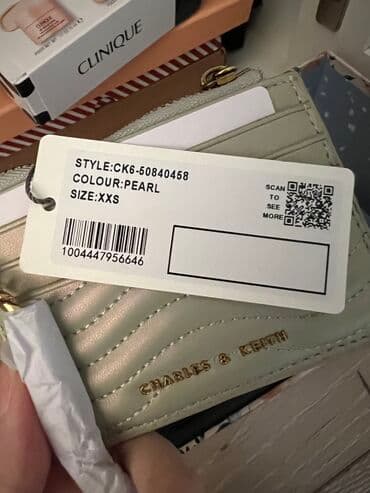 CLINIQUE
STYLE:CK6-50840458
COLOUR:PEARL
SIZE:XXS
SCAN
TO
SEE
MORE
1004447956646
CHARLES & KEITH